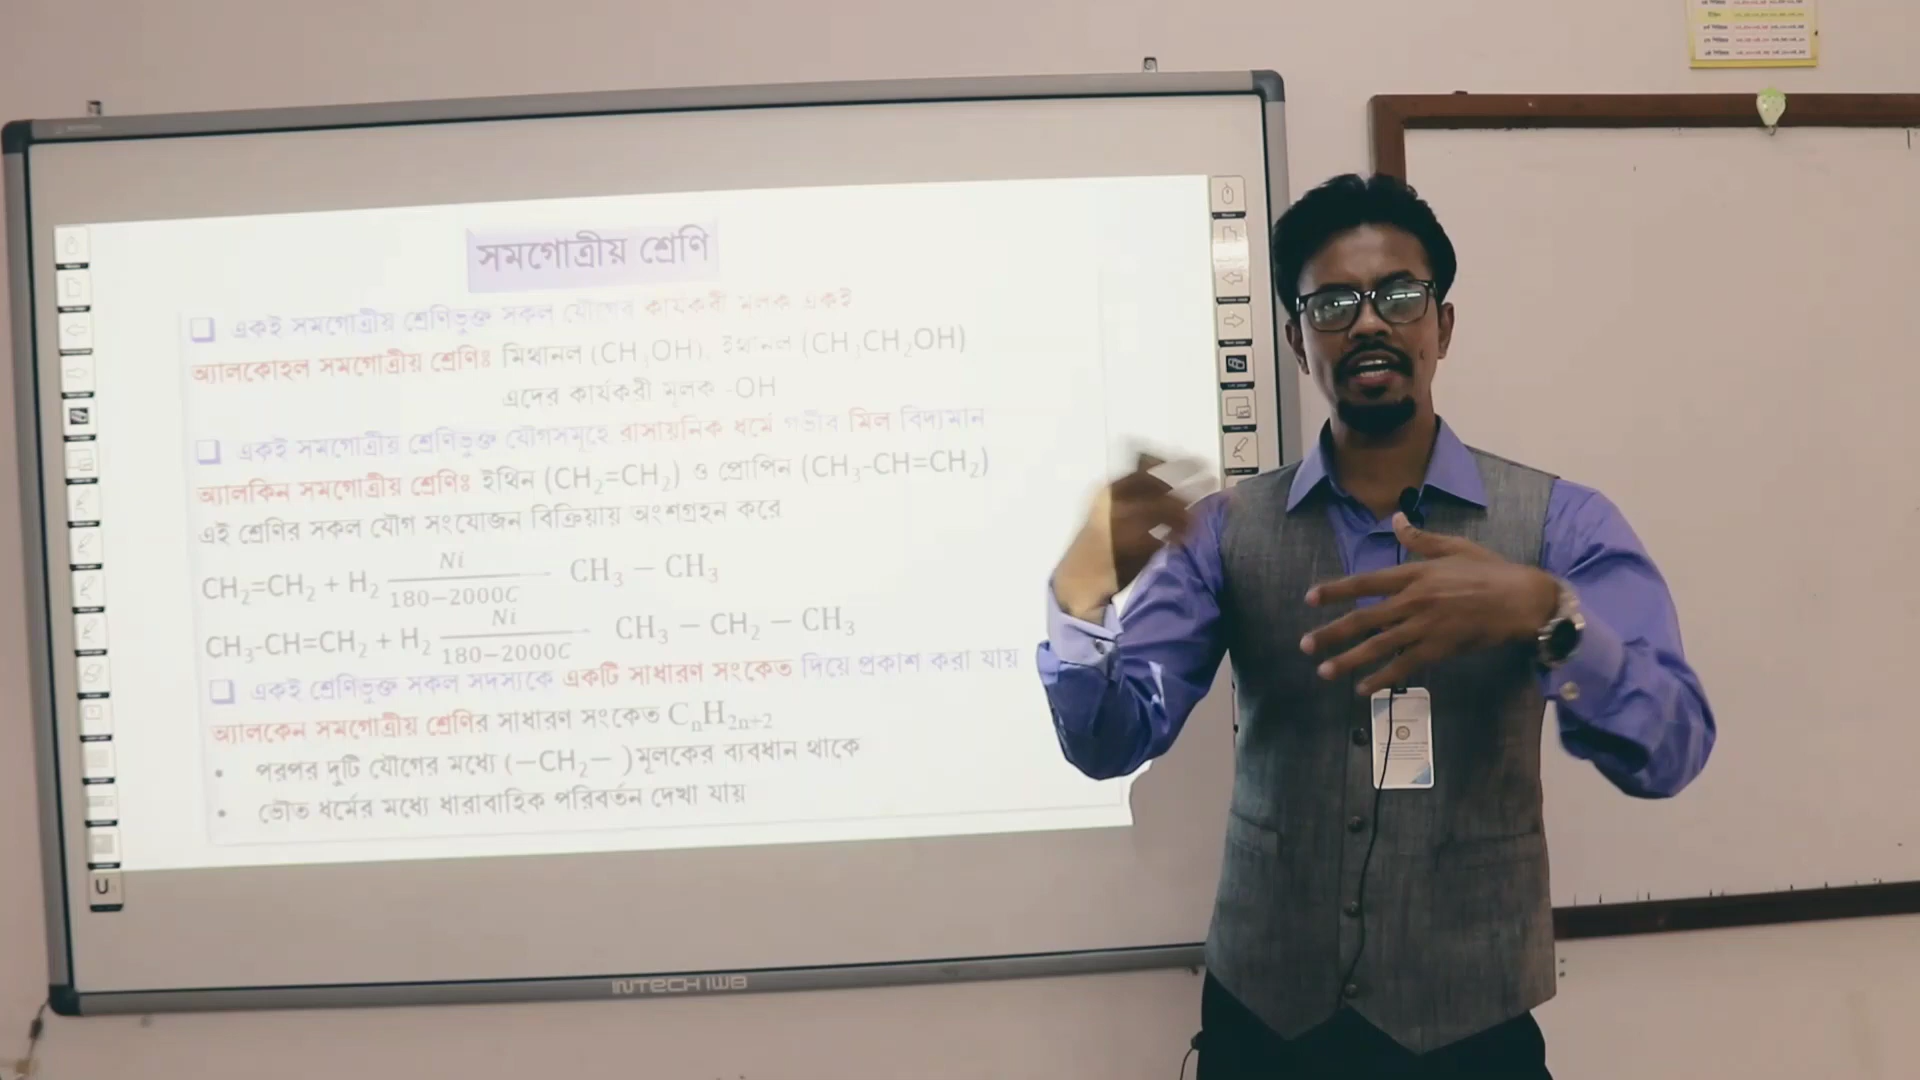 সমগোত্রীয় শ্রেণি
❑ একই সমগোত্রীয় শ্রেণিভুক্ত সকল যৌগের কার্যকরী মূলক একই
অ্যালকোহল সমগোত্রীয় শ্রেণিঃ মিথানল (CH3OH), ইথানল (CH3CH2OH)
এদের কার্যকরী মূলক -OH
❑ একই সমগোত্রীয় শ্রেণিভুক্ত যৌগসমূহে রাসায়নিক ধর্মে গভীর মিল বিদ্যমান
অ্যালকিন সমগোত্রীয় শ্রেণিঃ ইথিন (CH2=CH2) ও প্রোপিন (CH3-CH=CH2)
এই শ্রেণির সকল যৌগ সংযোজন বিক্রিয়ায় অংশগ্রহন করে
CH2=CH2 + H2 Ni 180−2000C CH3 − CH3
CH3-CH=CH2 + H2 Ni 180−2000C CH3 − CH2 − CH3
❑ একই শ্রেণিভুক্ত সকল সদস্যকে একটি সাধারণ সংকেত দিয়ে প্রকাশ করা যায়
অ্যালকেন সমগোত্রীয় শ্রেণির সাধারণ সংকেত CnH2n+2
• পরপর দুটি যৌগের মধ্যে (−CH2− )মূলকের ব্যবধান থাকে
• ভৌত ধর্মের মধ্যে ধারাবাহিক পরিবর্তন দেখা যায়
INTECH IWB